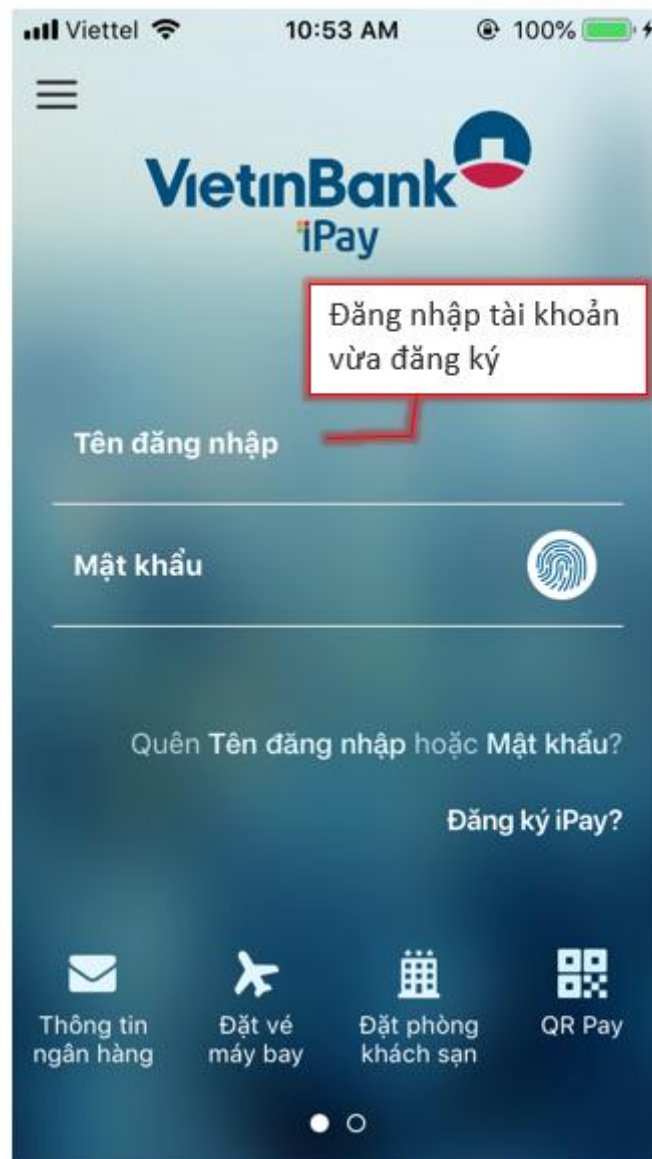 Viettel 10:53 AM 100%
VietinBank
iPay
Đăng nhập tài khoản
vừa đăng ký
Tên đăng nhập
Mật khẩu
Quên Tên đăng nhập hoặc Mật khẩu?
Đăng ký iPay?
Thông tin
ngân hàng
Đặt vé
máy bay
Đặt phòng
khách sạn
QR Pay